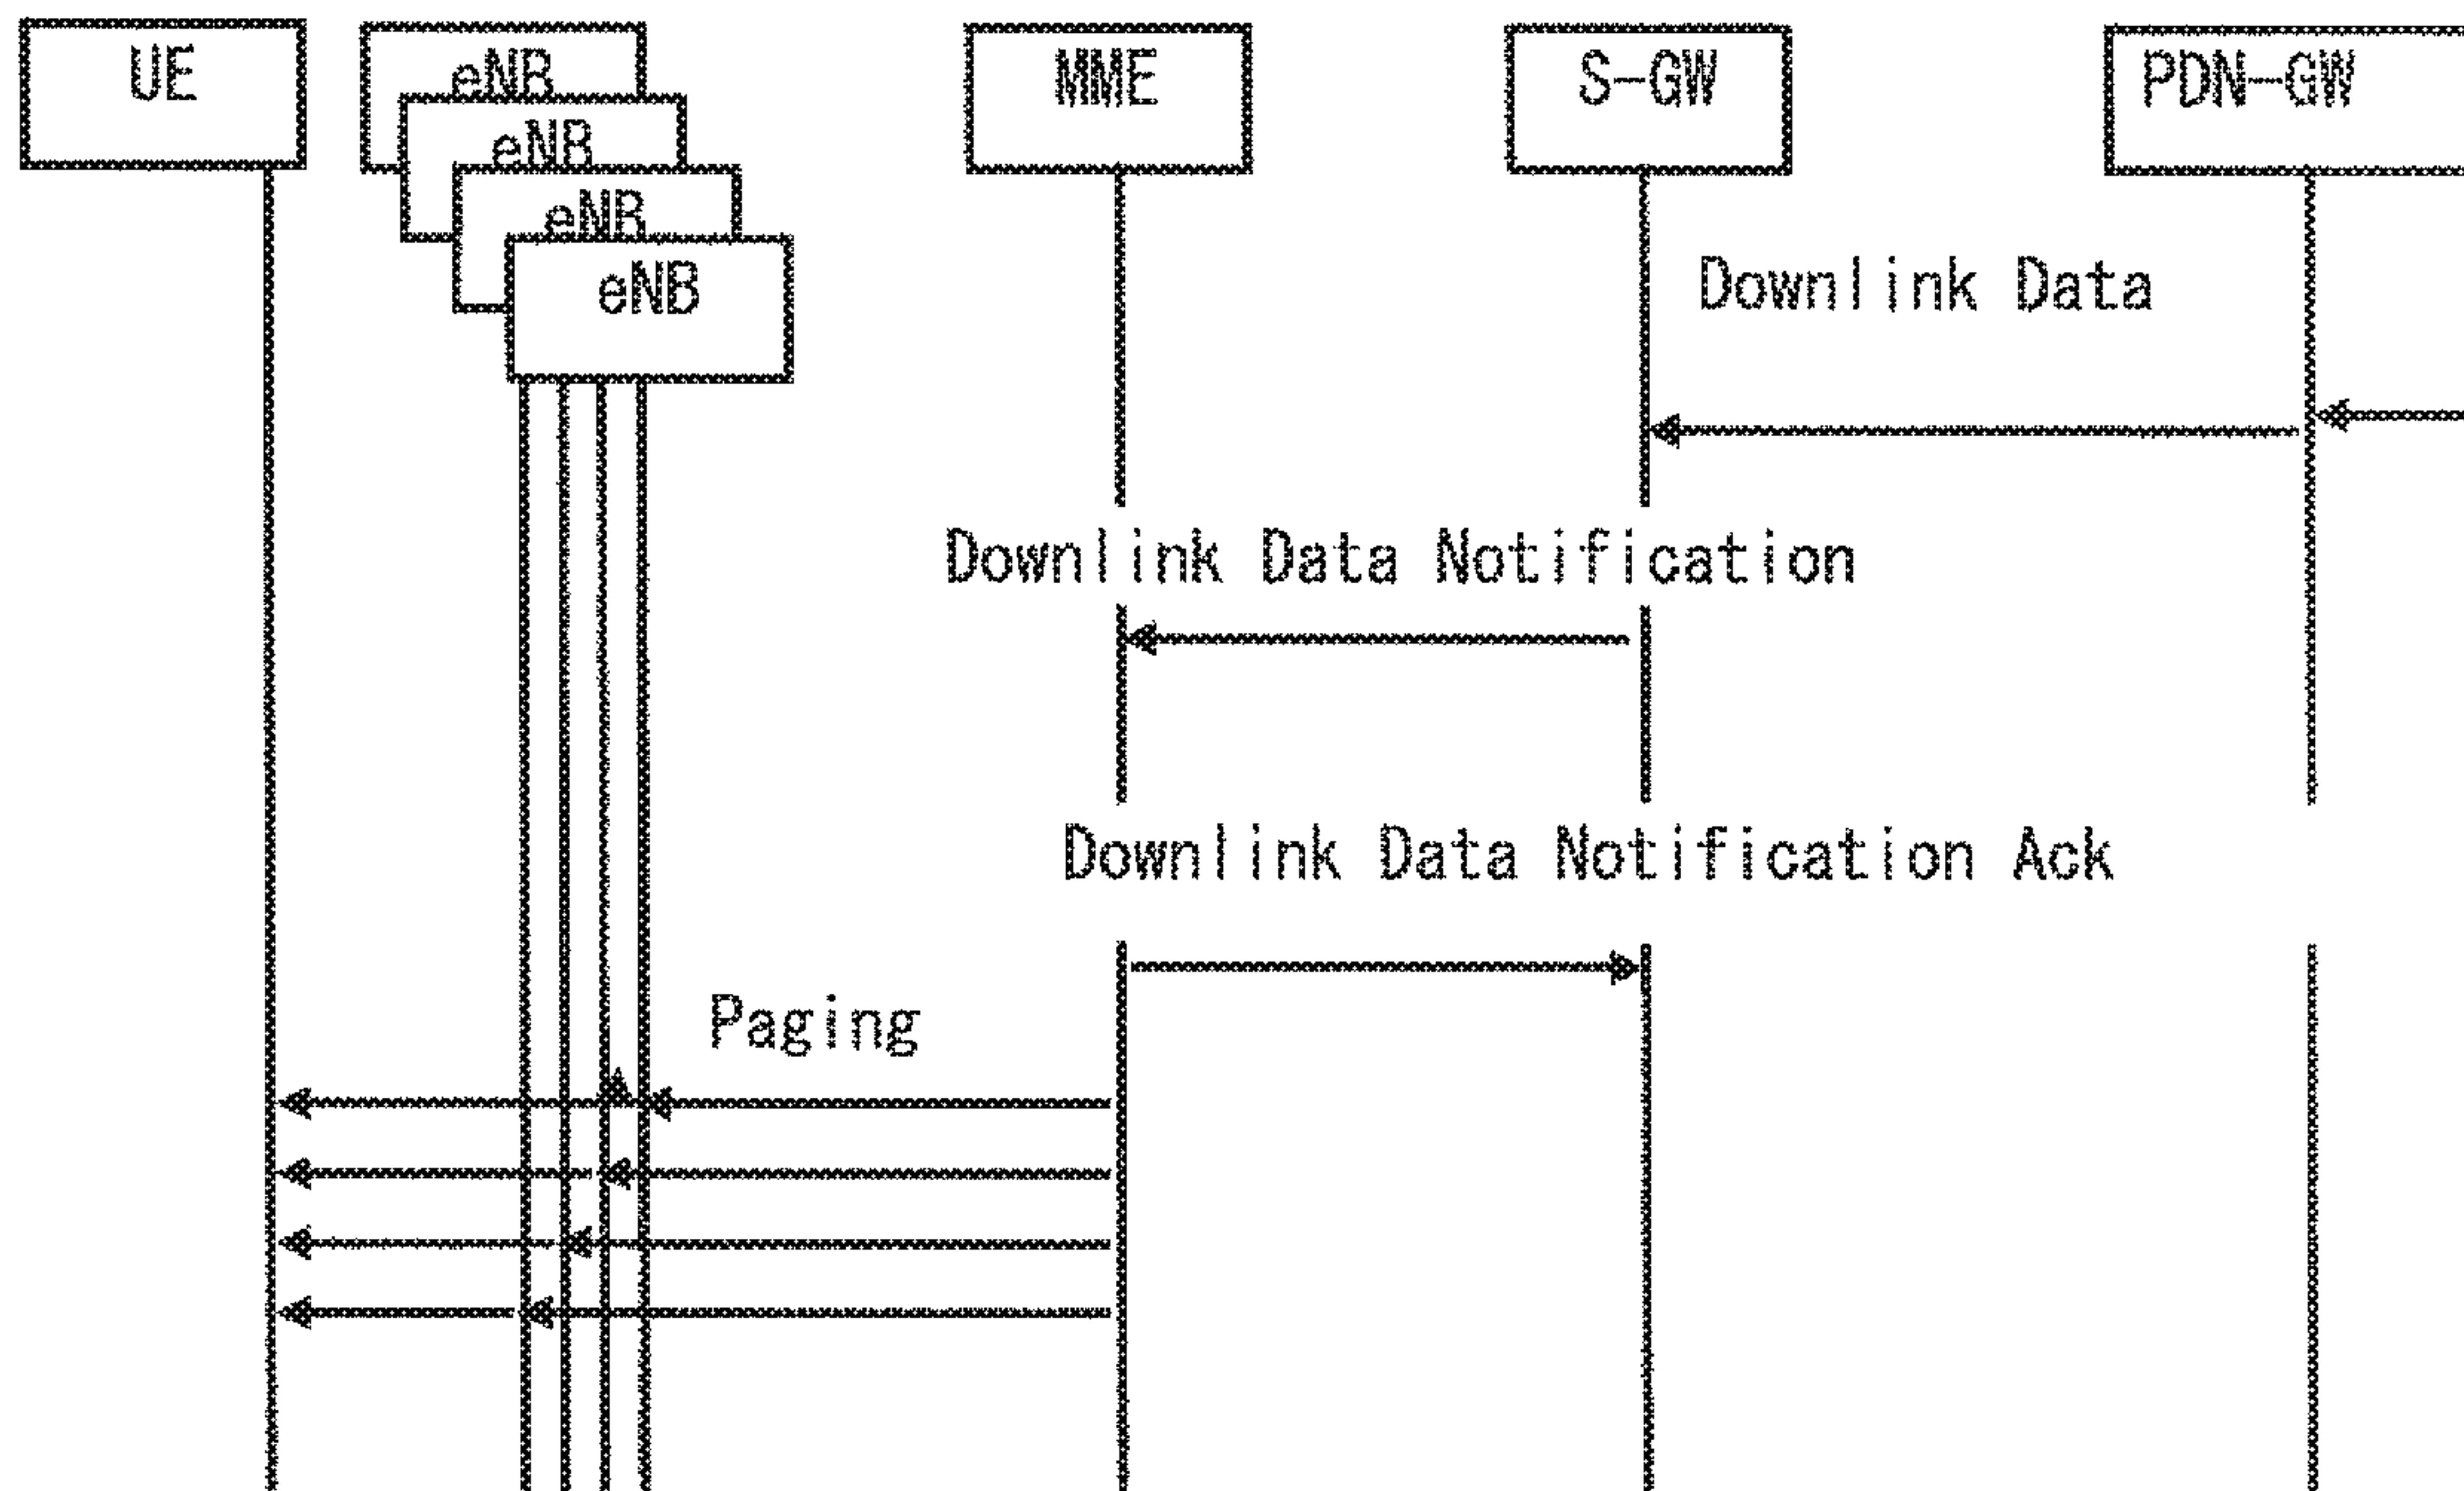 UE
eNB
eNB
eNB
eNB
MME
S-GW
PDN-GW
Downlink Data
Downlink Data Notification
Downlink Data Notification Ack
Paging